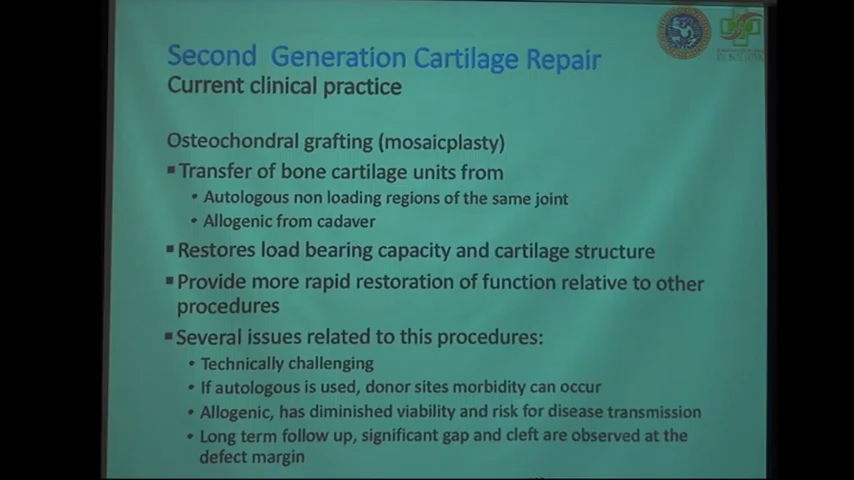 Second Generation Cartilage Repair
Current clinical practice
Osteochondral grafting (mosaicplasty)
▪Transfer of bone cartilage units from
• Autologous non loading regions of the same joint
• Allogenic from cadaver
▪Restores load bearing capacity and cartilage structure
▪Provide more rapid restoration of function relative to other
procedures
▪Several issues related to this procedures:
• Technically challenging
• If autologous is used, donor sites morbidity can occur
• Allogenic, has diminished viability and risk for disease transmission
• Long term follow up, significant gap and cleft are observed at the
defect margin